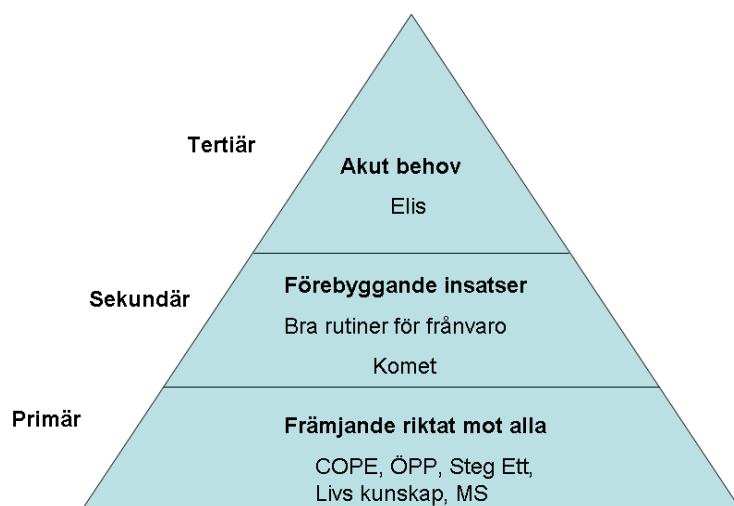 Tertiär
Akut behov
Elis
Sekundär
Förebyggande insatser
Bra rutiner för frånvaro
Komet
Primär
Främjande riktat mot alla
COPE, ÖPP, Steg Ett,
Livs kunskap, MS